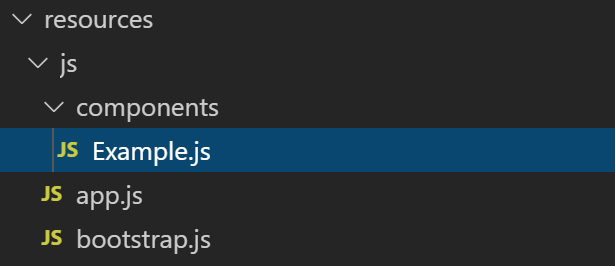 resources
js
components
JS Example.js
JS app.js
JS bootstrap.js